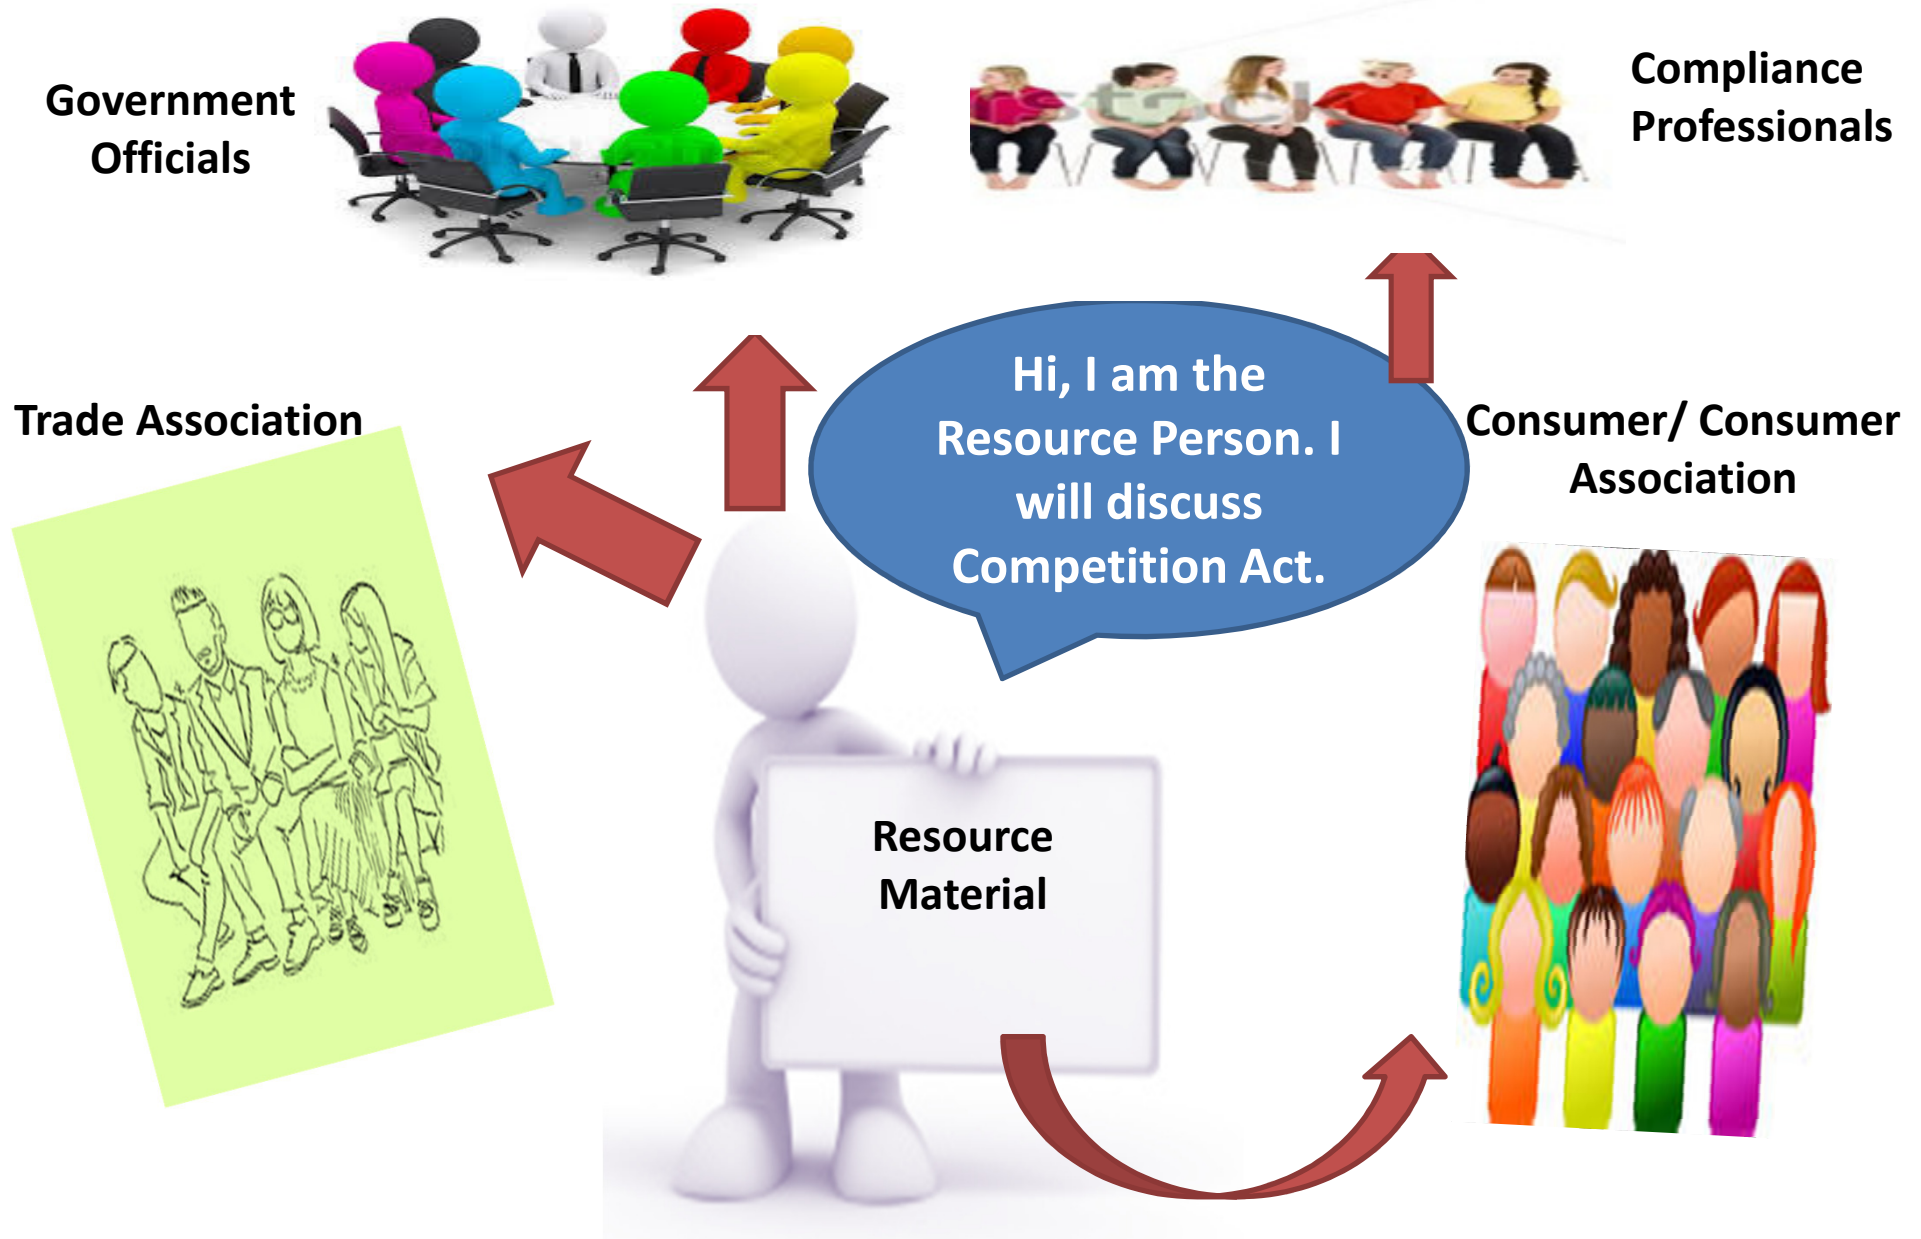 Government
Officials
Compliance
Professionals
Trade Association
Hi, I am the
Resource Person. I
will discuss
Competition Act.
Consumer/ Consumer
Association
Resource
Material